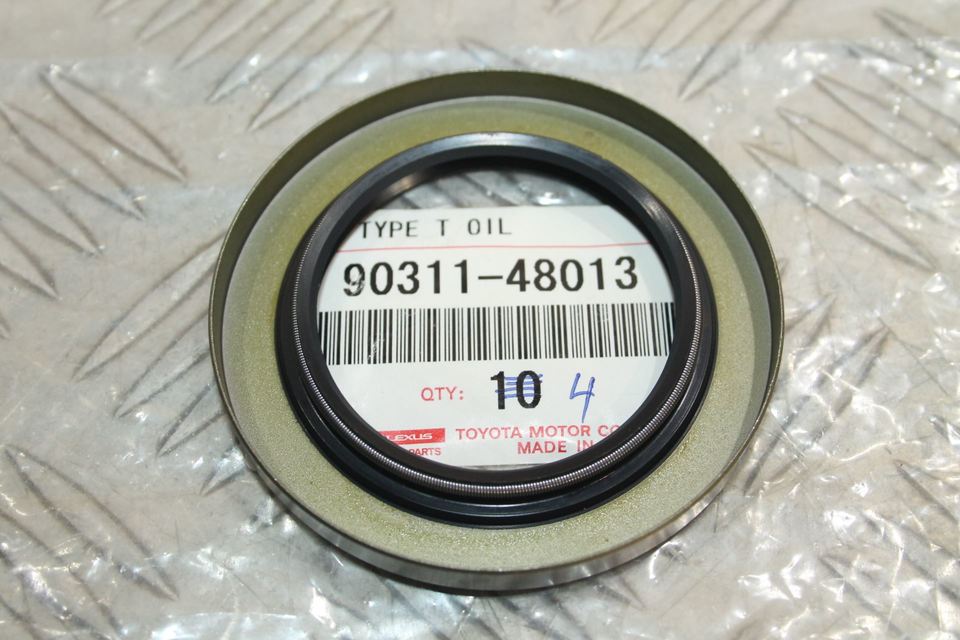 TYPE T OIL
90311-48013
QTY: 10 4
LEXUS TOYOTA MOTOR CO
PARTS MADE IN